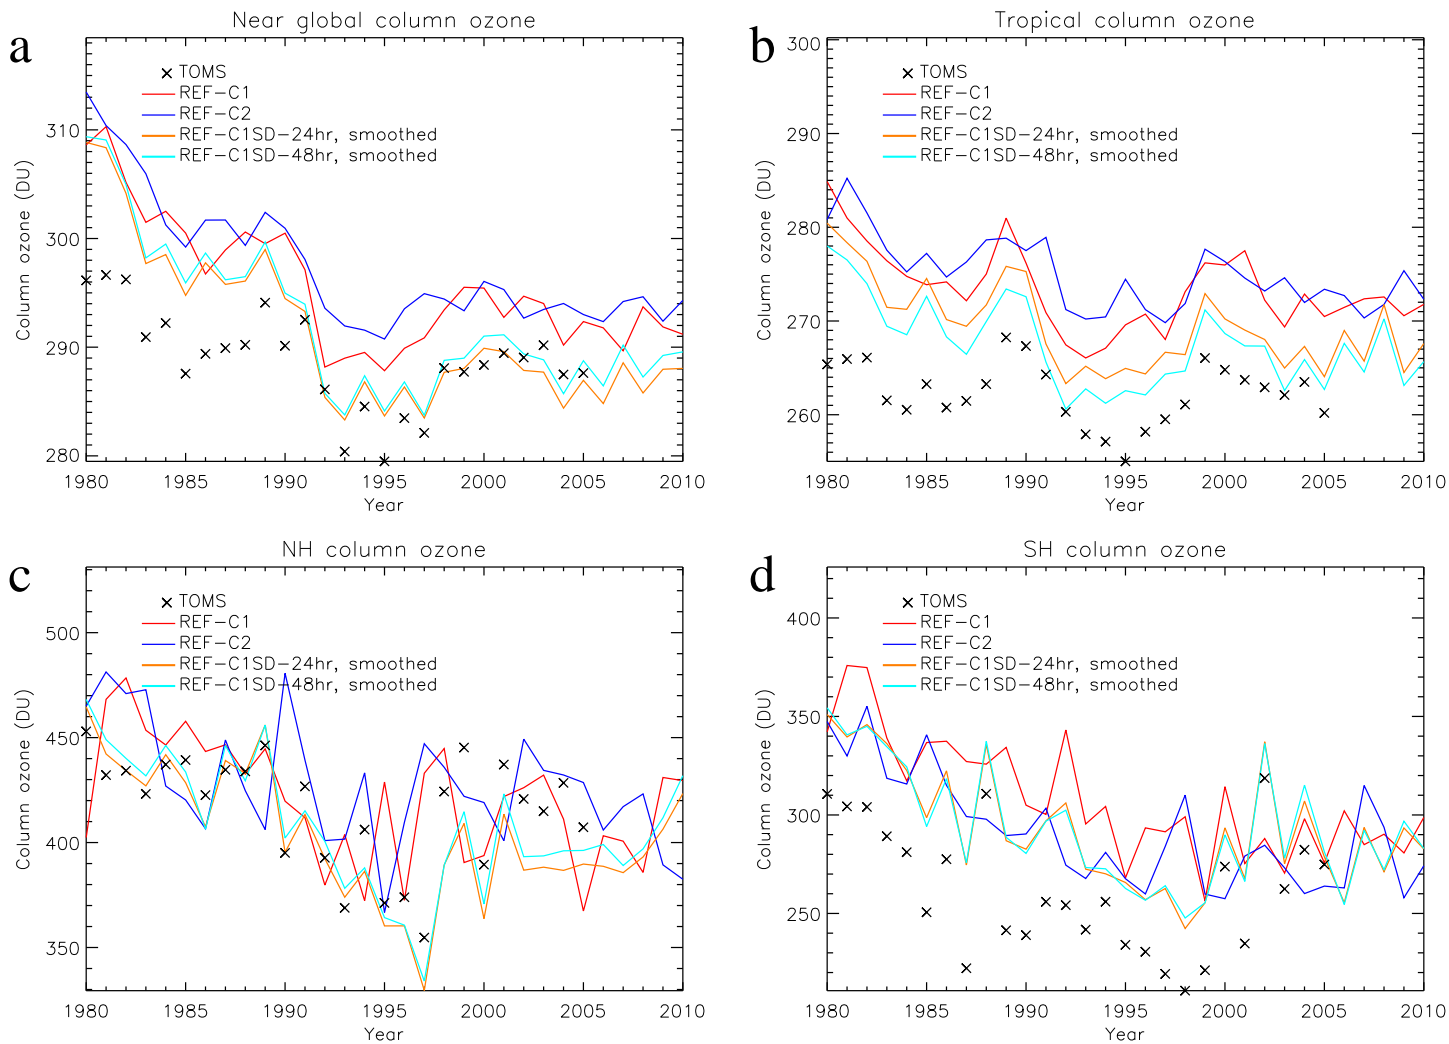 a
Near global column ozone
Column ozone (DU)
310
300
290
280
TOMS
REF-C1
REF-C2
REF-C1SD-24hr, smoothed
REF-C1SD-48hr, smoothed
1980 1985 1990 1995 2000 2005 2010
Year
b
Tropical column ozone
Column ozone (DU)
300
290
280
270
260
TOMS
REF-C1
REF-C2
REF-C1SD-24hr, smoothed
REF-C1SD-48hr, smoothed
1980 1985 1990 1995 2000 2005 2010
Year
c
NH column ozone
Column ozone (DU)
500
450
400
350
TOMS
REF-C1
REF-C2
REF-C1SD-24hr, smoothed
REF-C1SD-48hr, smoothed
1980 1985 1990 1995 2000 2005 2010
Year
d
SH column ozone
Column ozone (DU)
400
350
300
250
TOMS
REF-C1
REF-C2
REF-C1SD-24hr, smoothed
REF-C1SD-48hr, smoothed
1980 1985 1990 1995 2000 2005 2010
Year